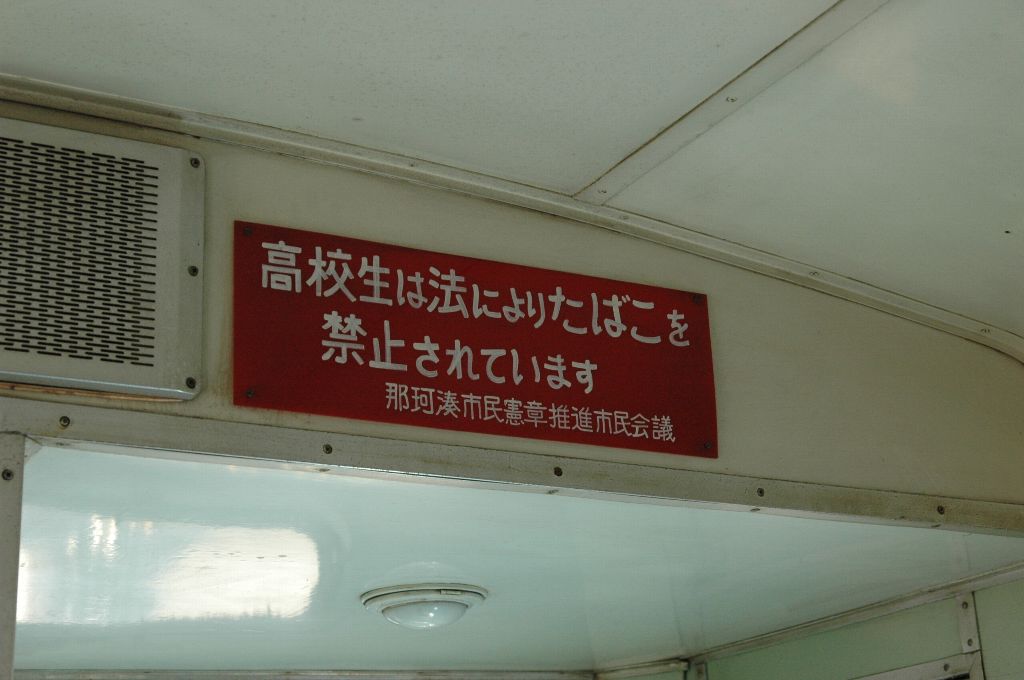 高校生は法によりたばこを
禁止されています
那珂湊市民憲章推進市民会議